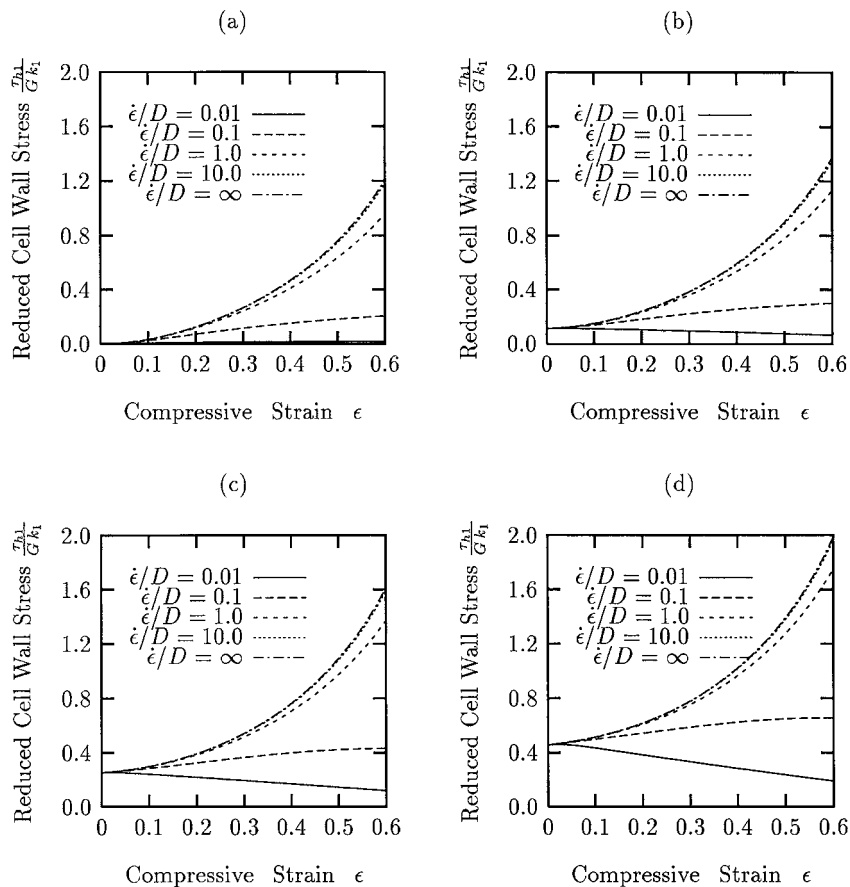 (a)
Reduced Cell Wall Stress Th1/Gk1
2.0
1.6
1.2
0.8
0.4
0.0
ϵ̇/D = 0.01
ϵ̇/D = 0.1
ϵ̇/D = 1.0
ϵ̇/D = 10.0
ϵ̇/D = ∞
0 0.1 0.2 0.3 0.4 0.5 0.6
Compressive Strain ϵ
(b)
Reduced Cell Wall Stress Th1/Gk1
2.0
1.6
1.2
0.8
0.4
0.0
ϵ̇/D = 0.01
ϵ̇/D = 0.1
ϵ̇/D = 1.0
ϵ̇/D = 10.0
ϵ̇/D = ∞
0 0.1 0.2 0.3 0.4 0.5 0.6
Compressive Strain ϵ
(c)
Reduced Cell Wall Stress Th1/Gk1
2.0
1.6
1.2
0.8
0.4
0.0
ϵ̇/D = 0.01
ϵ̇/D = 0.1
ϵ̇/D = 1.0
ϵ̇/D = 10.0
ϵ̇/D = ∞
0 0.1 0.2 0.3 0.4 0.5 0.6
Compressive Strain ϵ
(d)
Reduced Cell Wall Stress Th1/Gk1
2.0
1.6
1.2
0.8
0.4
0.0
ϵ̇/D = 0.01
ϵ̇/D = 0.1
ϵ̇/D = 1.0
ϵ̇/D = 10.0
ϵ̇/D = ∞
0 0.1 0.2 0.3 0.4 0.5 0.6
Compressive Strain ϵ